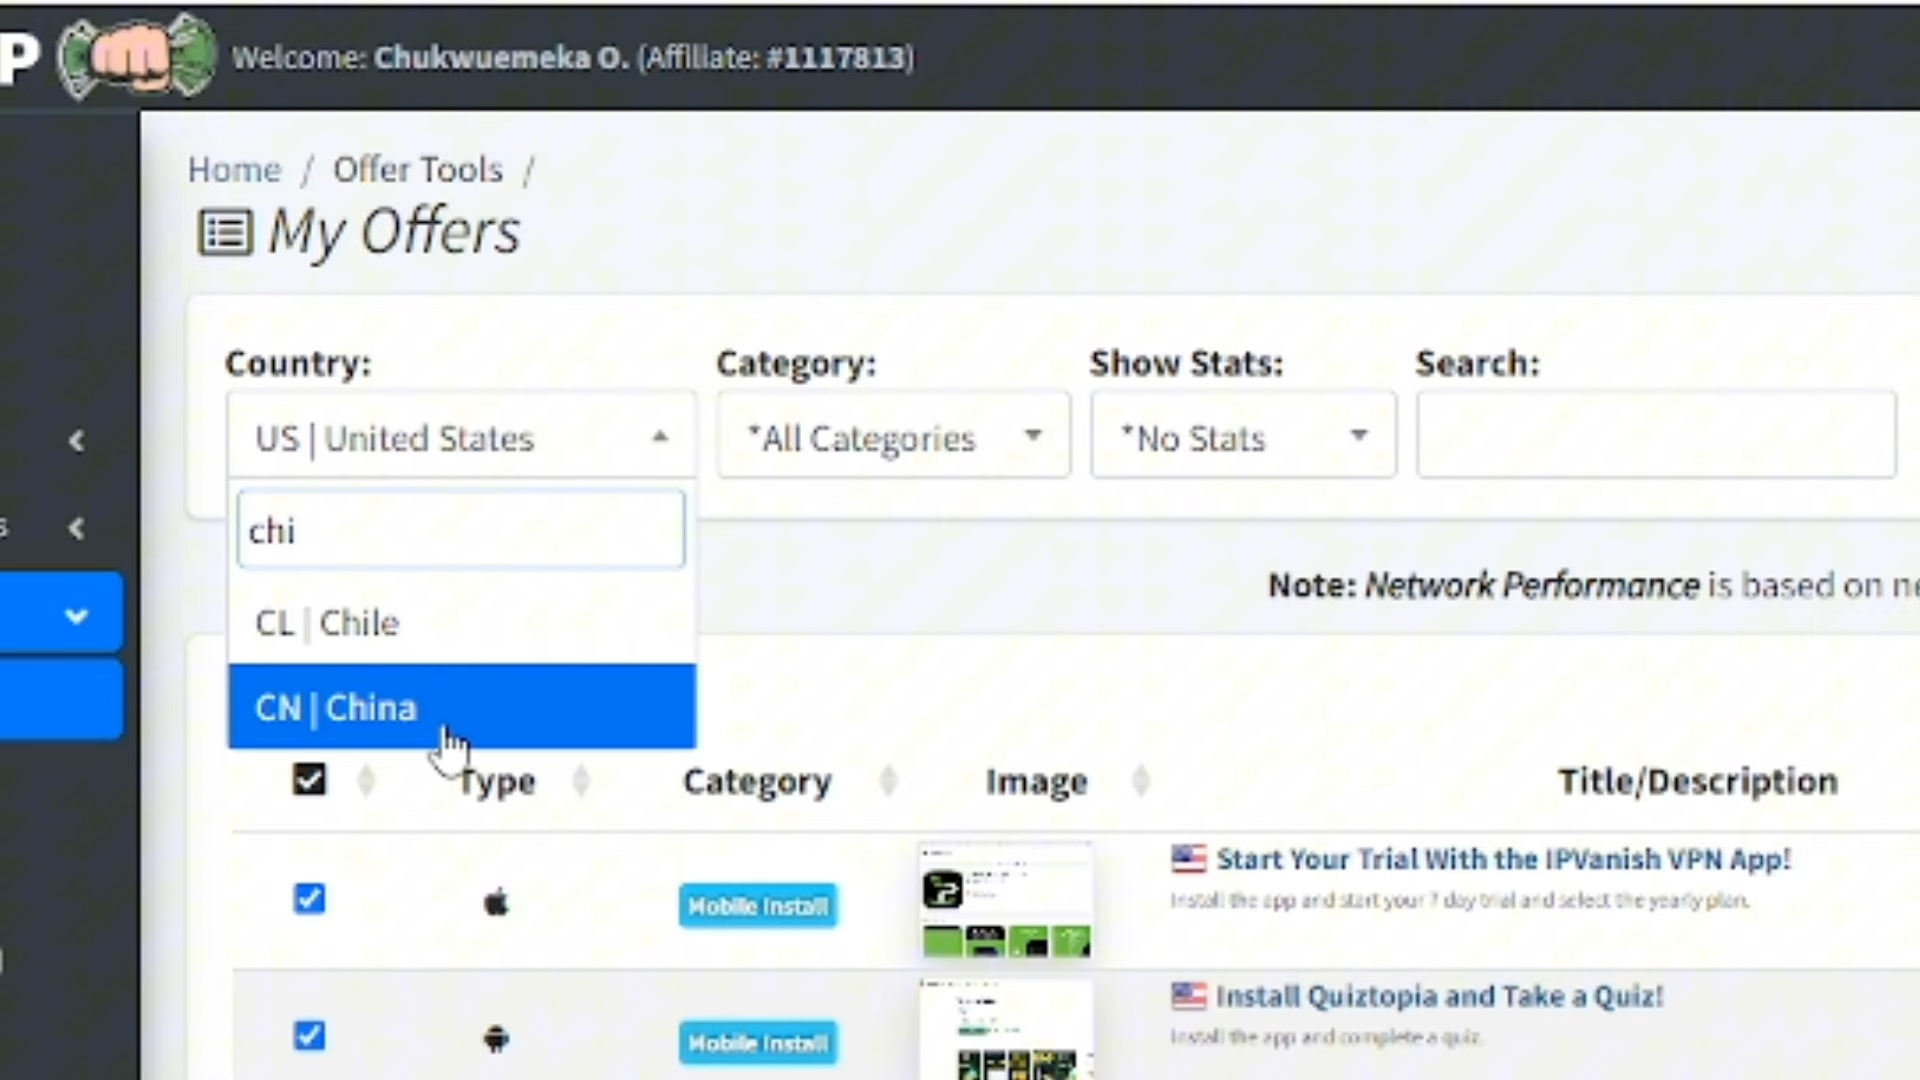 P Welcome: Chukwuemeka O. (Affiliate: #1117813)
Home / Offer Tools /
My Offers
Country: Category: Show Stats: Search:
US | United States *All Categories *No Stats
chi
CL | Chile
CN | China
Note: Network Performance is based on
Type Category Image Title/Description
Start Your Trial With the IPVanish VPN App!
Mobile Install Install the app and start your 7 day trial and select the yearly plan.
Install Quiztopia and Take a Quiz!
Mobile Install Install the app and complete a quiz.